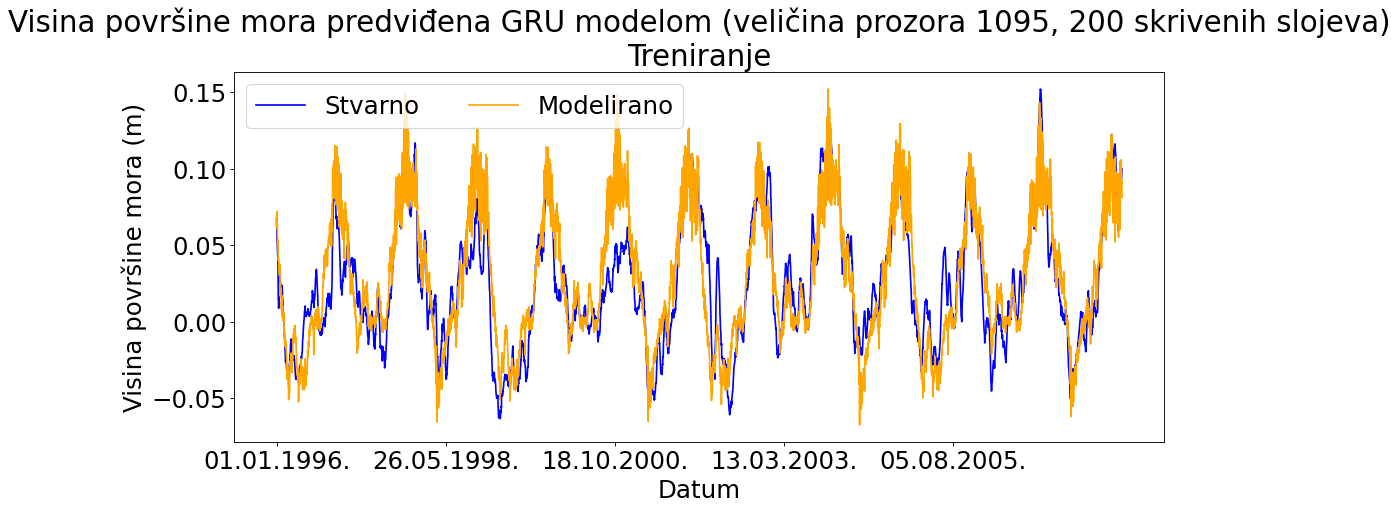 Visina površine mora predviđena GRU modelom (veličina prozora 1095, 200 skrivenih slojeva)
Treniranje
Stvarno
Modelirano
Visina površine mora (m)
0.15
0.10
0.05
0.00
−0.05
01.01.1996.
26.05.1998.
18.10.2000.
13.03.2003.
05.08.2005.
Datum